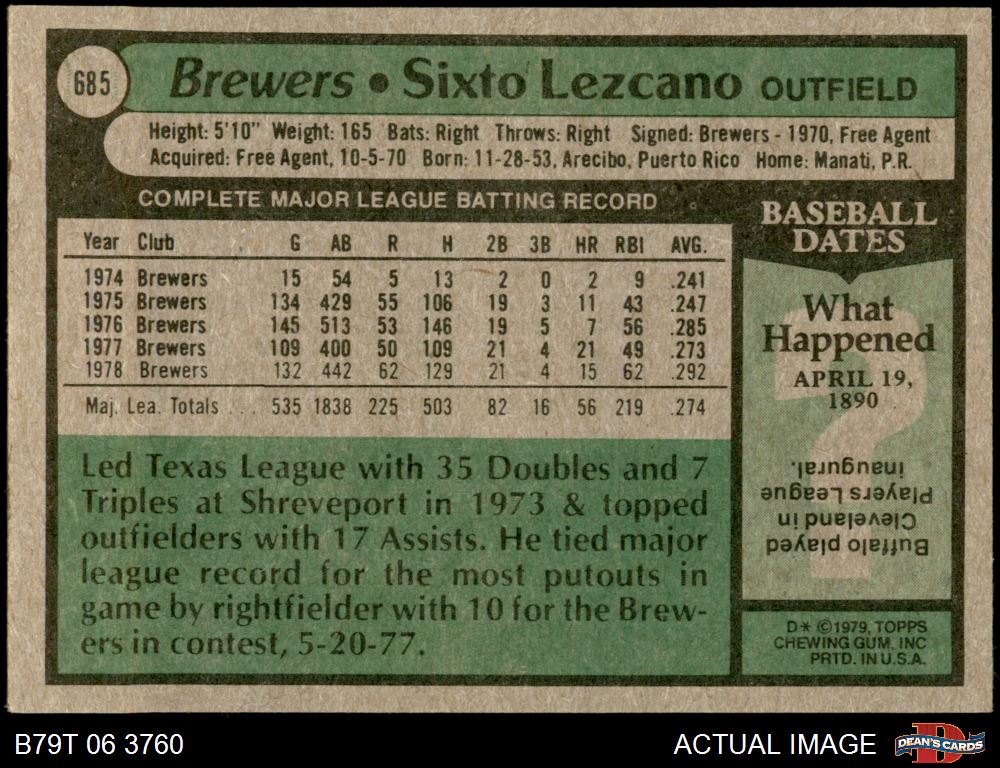 685
Brewers • Sixto Lezcano OUTFIELD
Height: 5'10" Weight: 165 Bats: Right Throws: Right Signed: Brewers - 1970, Free Agent
Acquired: Free Agent, 10-5-70 Born: 11-28-53, Arecibo, Puerto Rico Home: Manati, P.R.
COMPLETE MAJOR LEAGUE BATTING RECORD
Year Club G AB R H 2B 3B HR RBI AVG.
1974 Brewers 15 54 5 13 2 0 2 9 .241
1975 Brewers 134 429 55 106 19 3 11 43 .247
1976 Brewers 145 513 53 146 19 5 7 56 .285
1977 Brewers 109 400 50 109 21 4 21 49 .273
1978 Brewers 132 442 62 129 21 4 15 62 .292
Maj. Lea. Totals ... 535 1838 225 503 82 16 56 219 .274
Led Texas League with 35 Doubles and 7
Triples at Shreveport in 1973 & topped
outfielders with 17 Assists. He tied major
league record for the most putouts in
game by rightfielder with 10 for the Brew-
ers in contest, 5-20-77.
BASEBALL
DATES
What
Happened
APRIL 19,
1890
?
Buffalo played
Cleveland in
Players League
inaugural.
D* ©1979, TOPPS
CHEWING GUM, INC
PRTD. IN U.S.A.
B79T 06 3760
ACTUAL IMAGE
D
DEAN'S CARDS